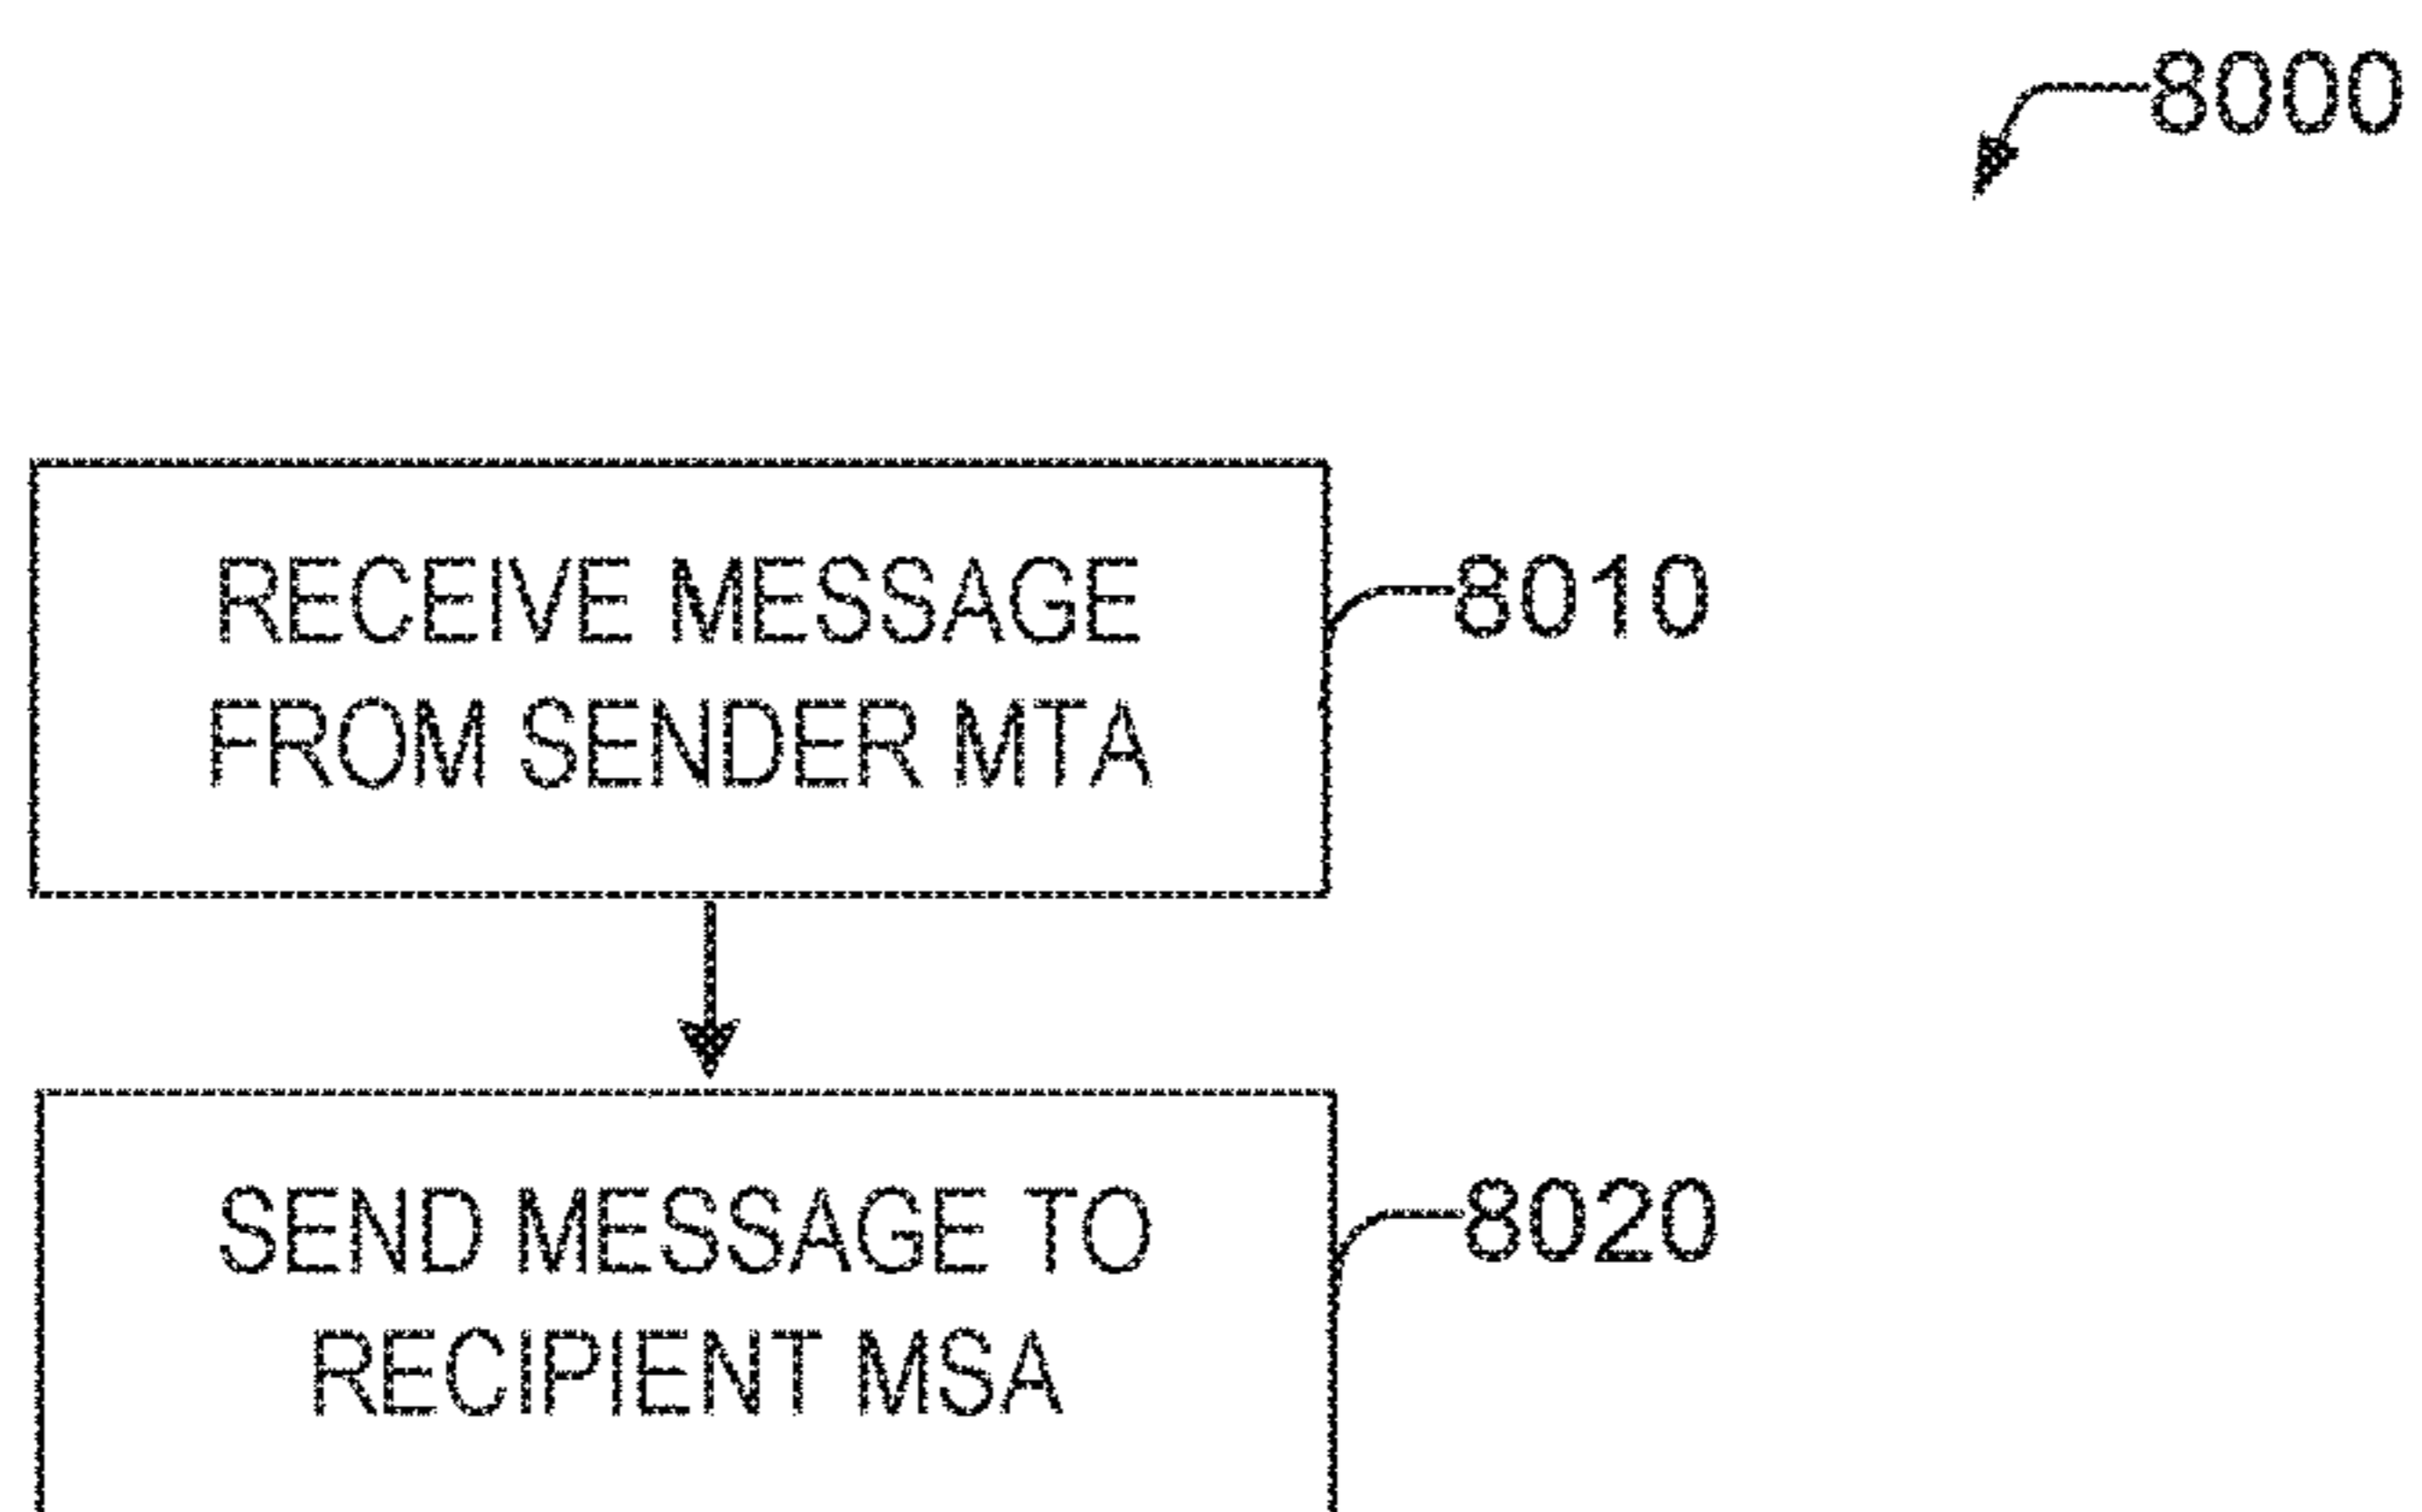 8000
RECEIVE MESSAGE
FROM SENDER MTA
8010
SEND MESSAGE TO
RECIPIENT MSA
8020